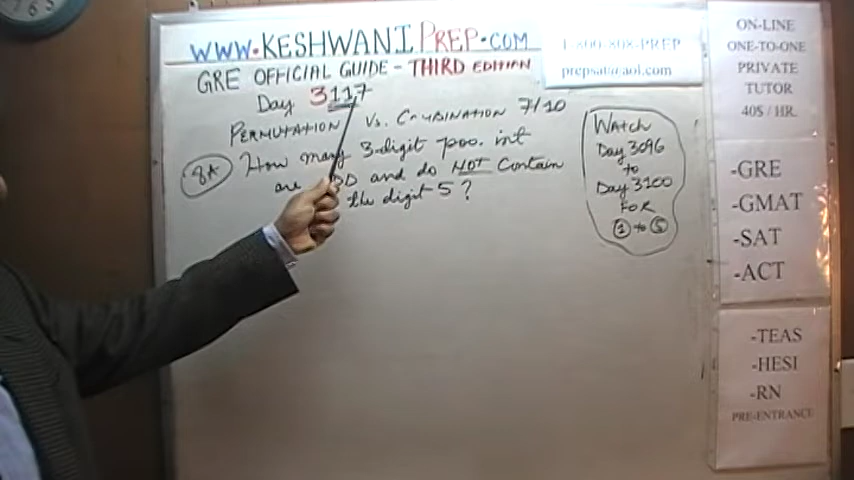 WWW.KESHWANIPREP.COM
GRE OFFICIAL GUIDE - THIRD EDITION
Day 3117
PERMUTATION Vs. COMBINATION 7/10
8A How many 3-digit pos. int
are and do NOT Contain
the digit 5?
1-800-808-PREP
prepsat@aol.com
WATCH
Day 3096
to
Day 3100
FOR
1 to 5
ON-LINE
ONE-TO-ONE
PRIVATE
TUTOR
40$ / HR.
-GRE
-GMAT
-SAT
-ACT
-TEAS
-HESI
-RN
PRE-ENTRANCE